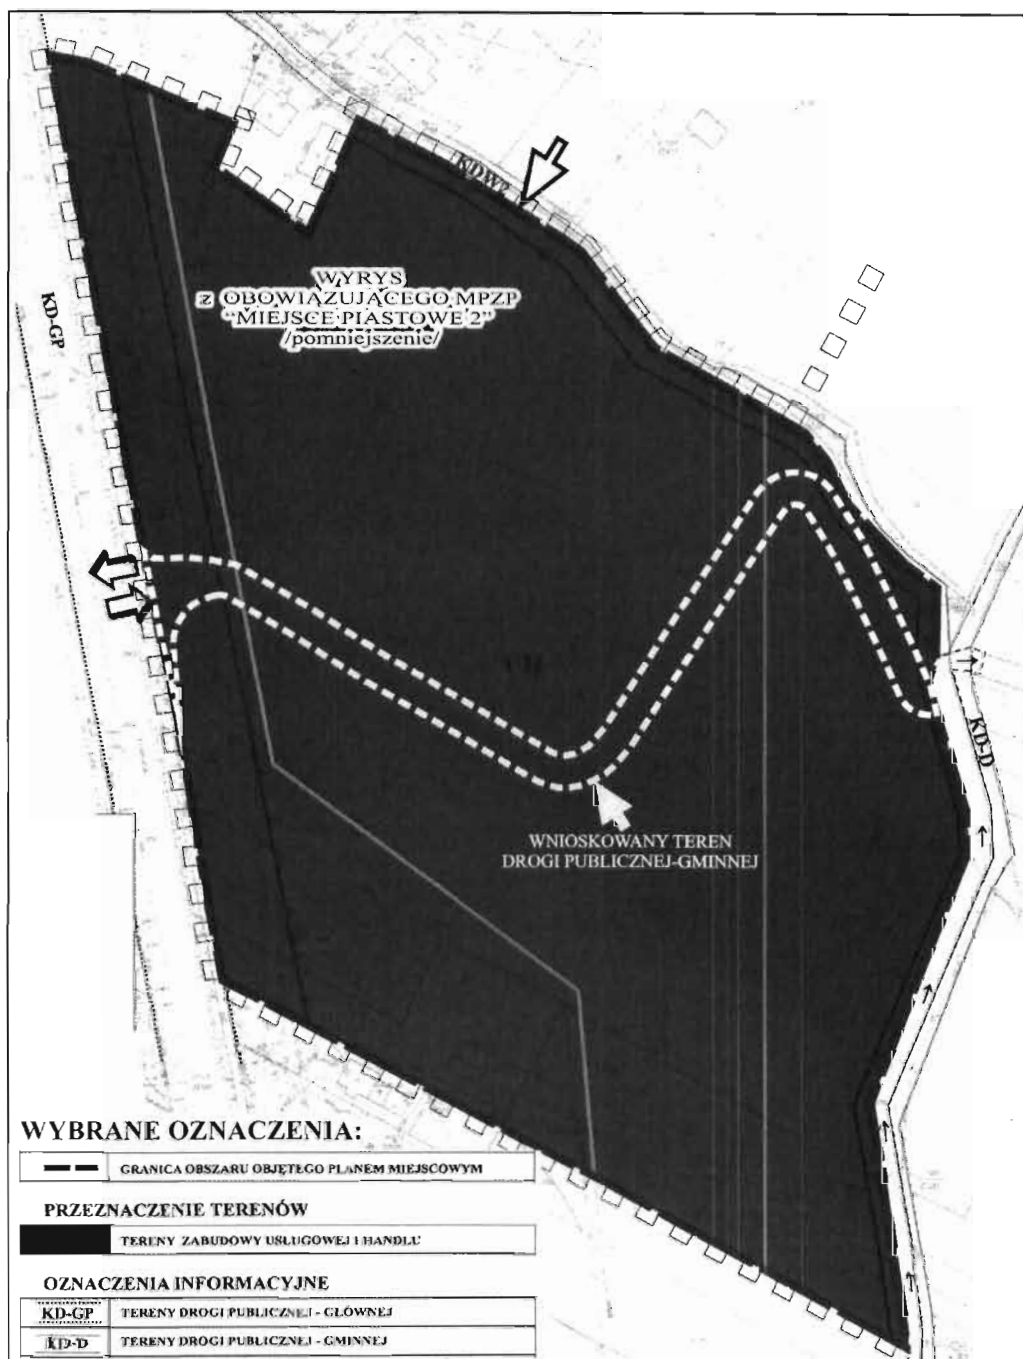 KDW?
WYRYS
z OBOWIĄZUJĄCEGO MPZP
"MIEJSCE PIASTOWE 2"
/pomniejszenie/
KD-GP
KD-D
WNIOSKOWANY TEREN
DROGI PUBLICZNEJ-GMINNEJ
WYBRANE OZNACZENIA:
GRANICA OBSZARU OBJĘTEGO PLANEM MIEJSCOWYM
PRZEZNACZENIE TERENÓW
TERENY ZABUDOWY USŁUGOWEJ I HANDLU
OZNACZENIA INFORMACYJNE
KD-GP TERENY DROGI PUBLICZNEJ - GŁÓWNEJ
KD-D TERENY DROGI PUBLICZNEJ - GMINNEJ